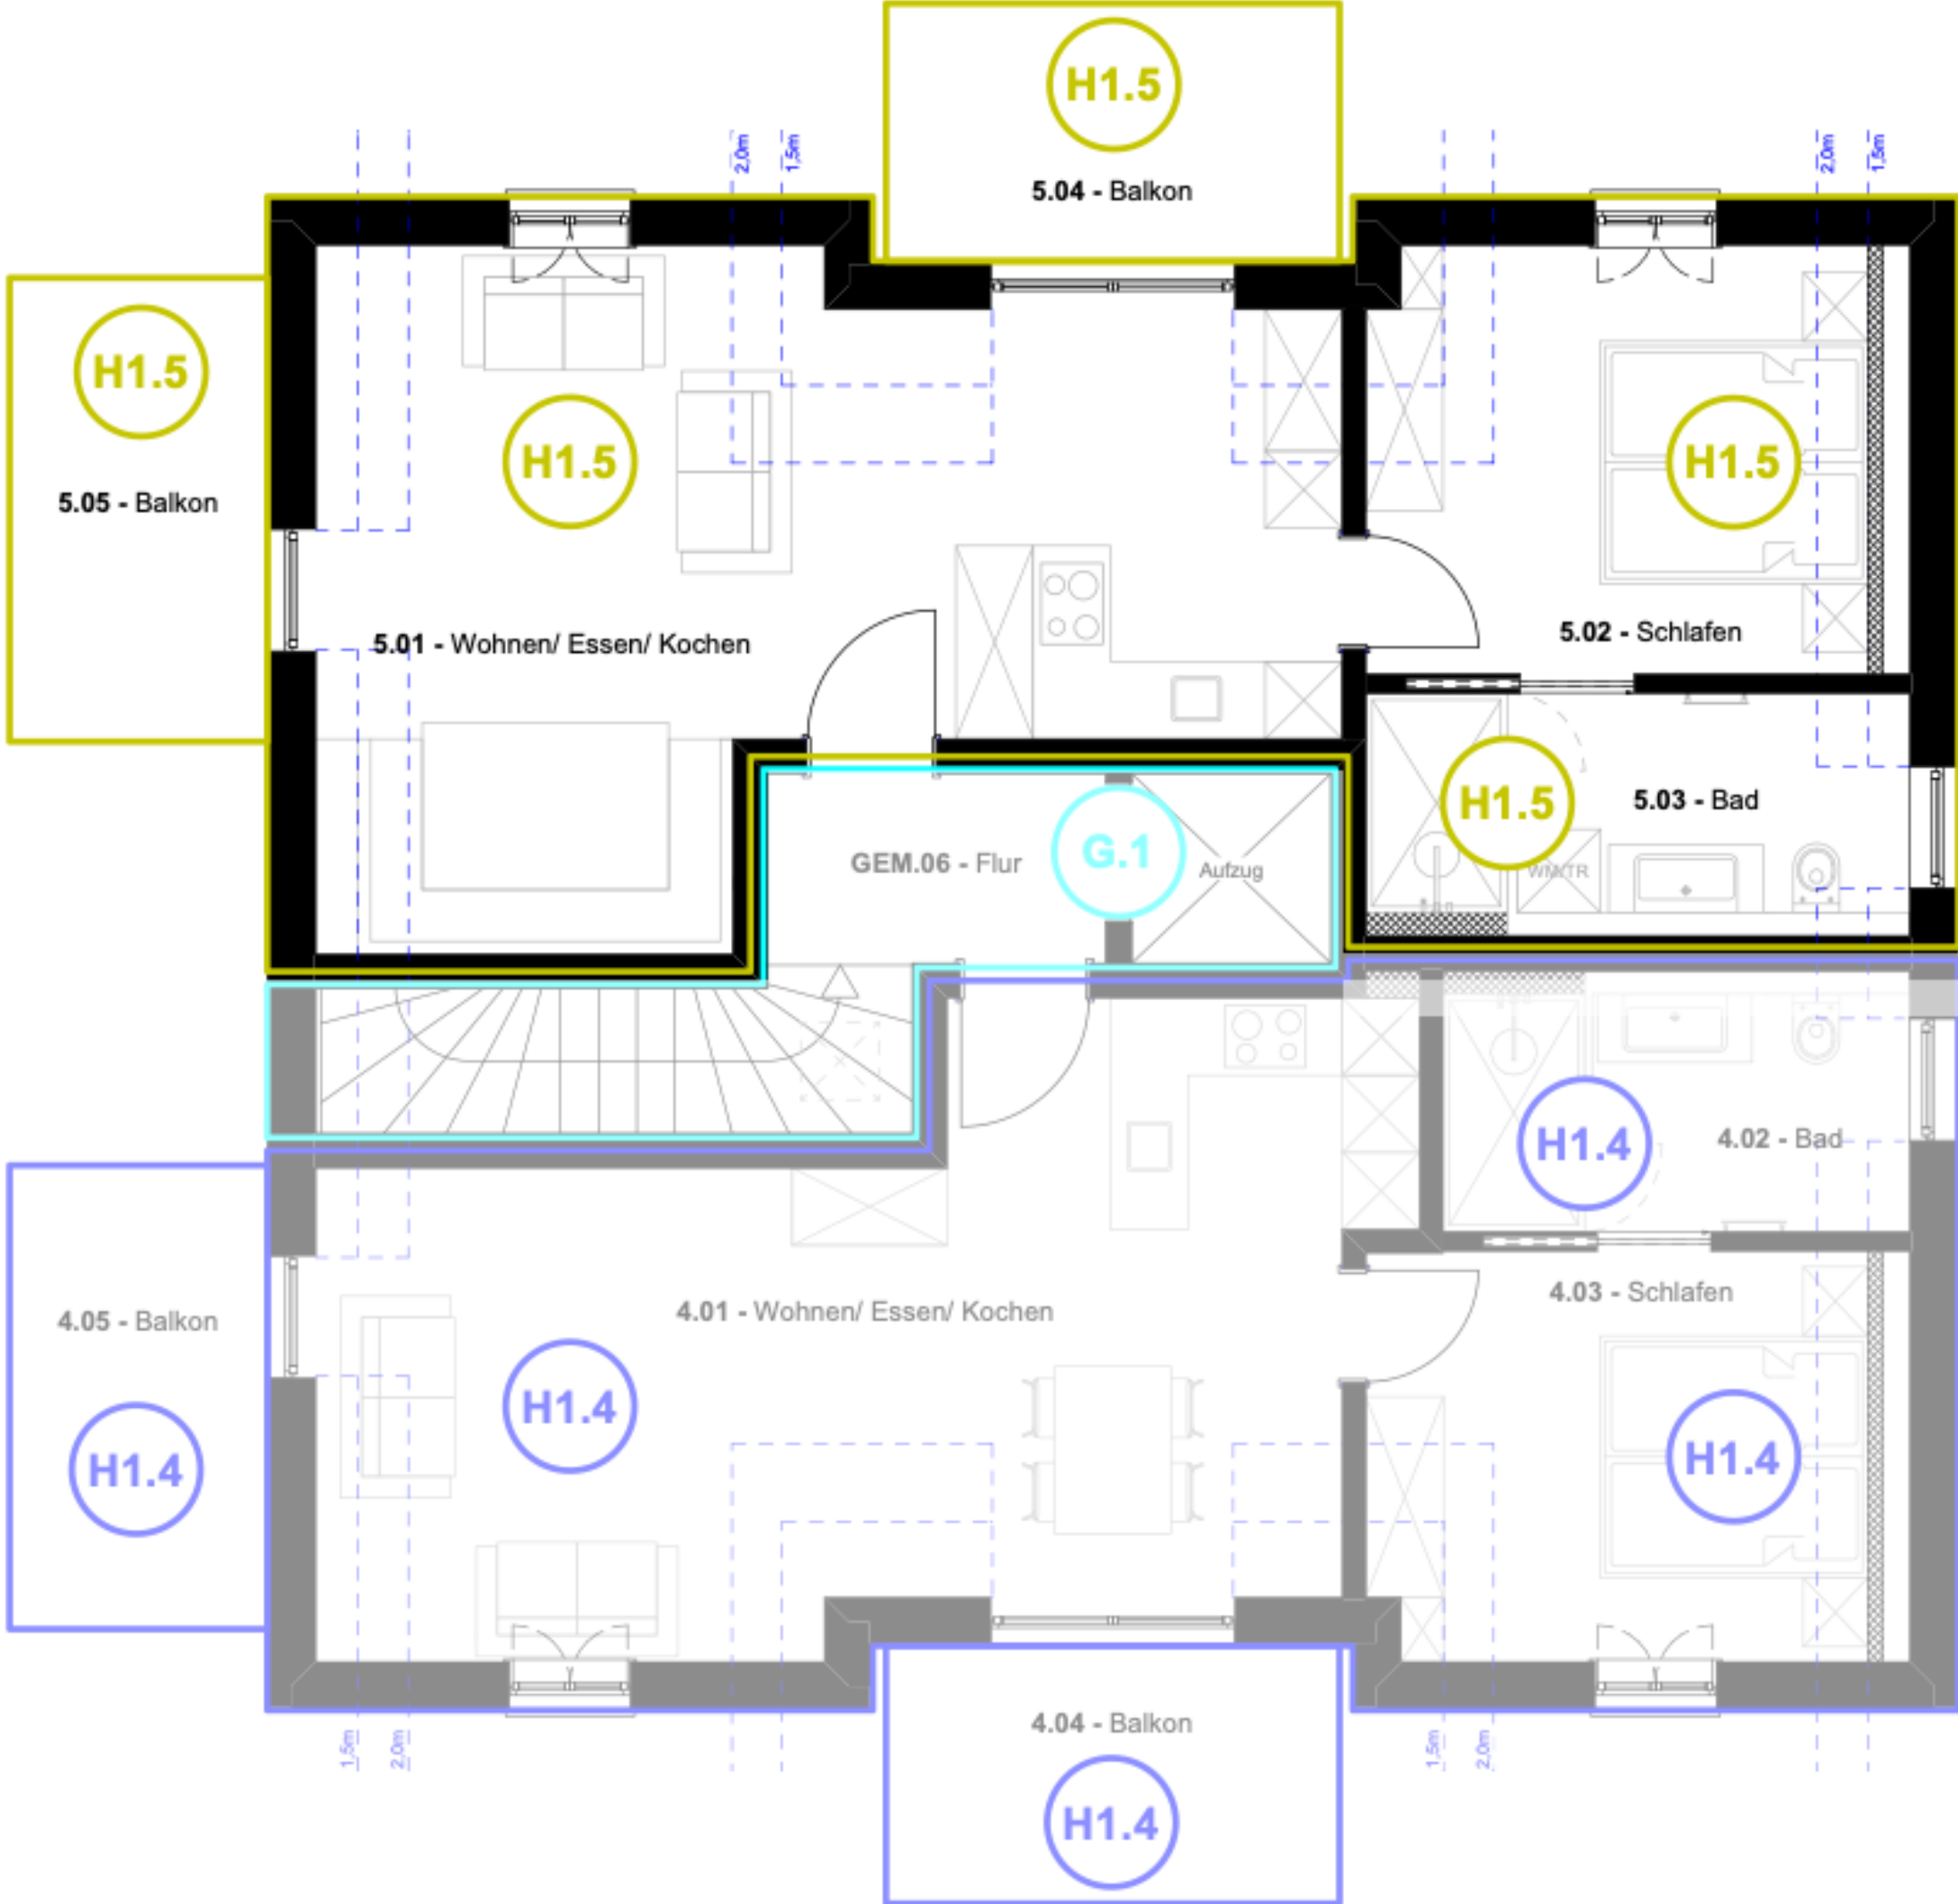 H1.5
5.04 - Balkon
2,0m
1,5m
2,0m
1,5m
H1.5
5.05 - Balkon
H1.5
H1.5
5.01 - Wohnen/ Essen/ Kochen
5.02 - Schlafen
H1.5
5.03 - Bad
WM/TR
GEM.06 - Flur
G.1
Aufzug
H1.4
4.02 - Bad
4.05 - Balkon
4.01 - Wohnen/ Essen/ Kochen
4.03 - Schlafen
H1.4
H1.4
H1.4
1,5m
2,0m
4.04 - Balkon
1,5m
2,0m
H1.4